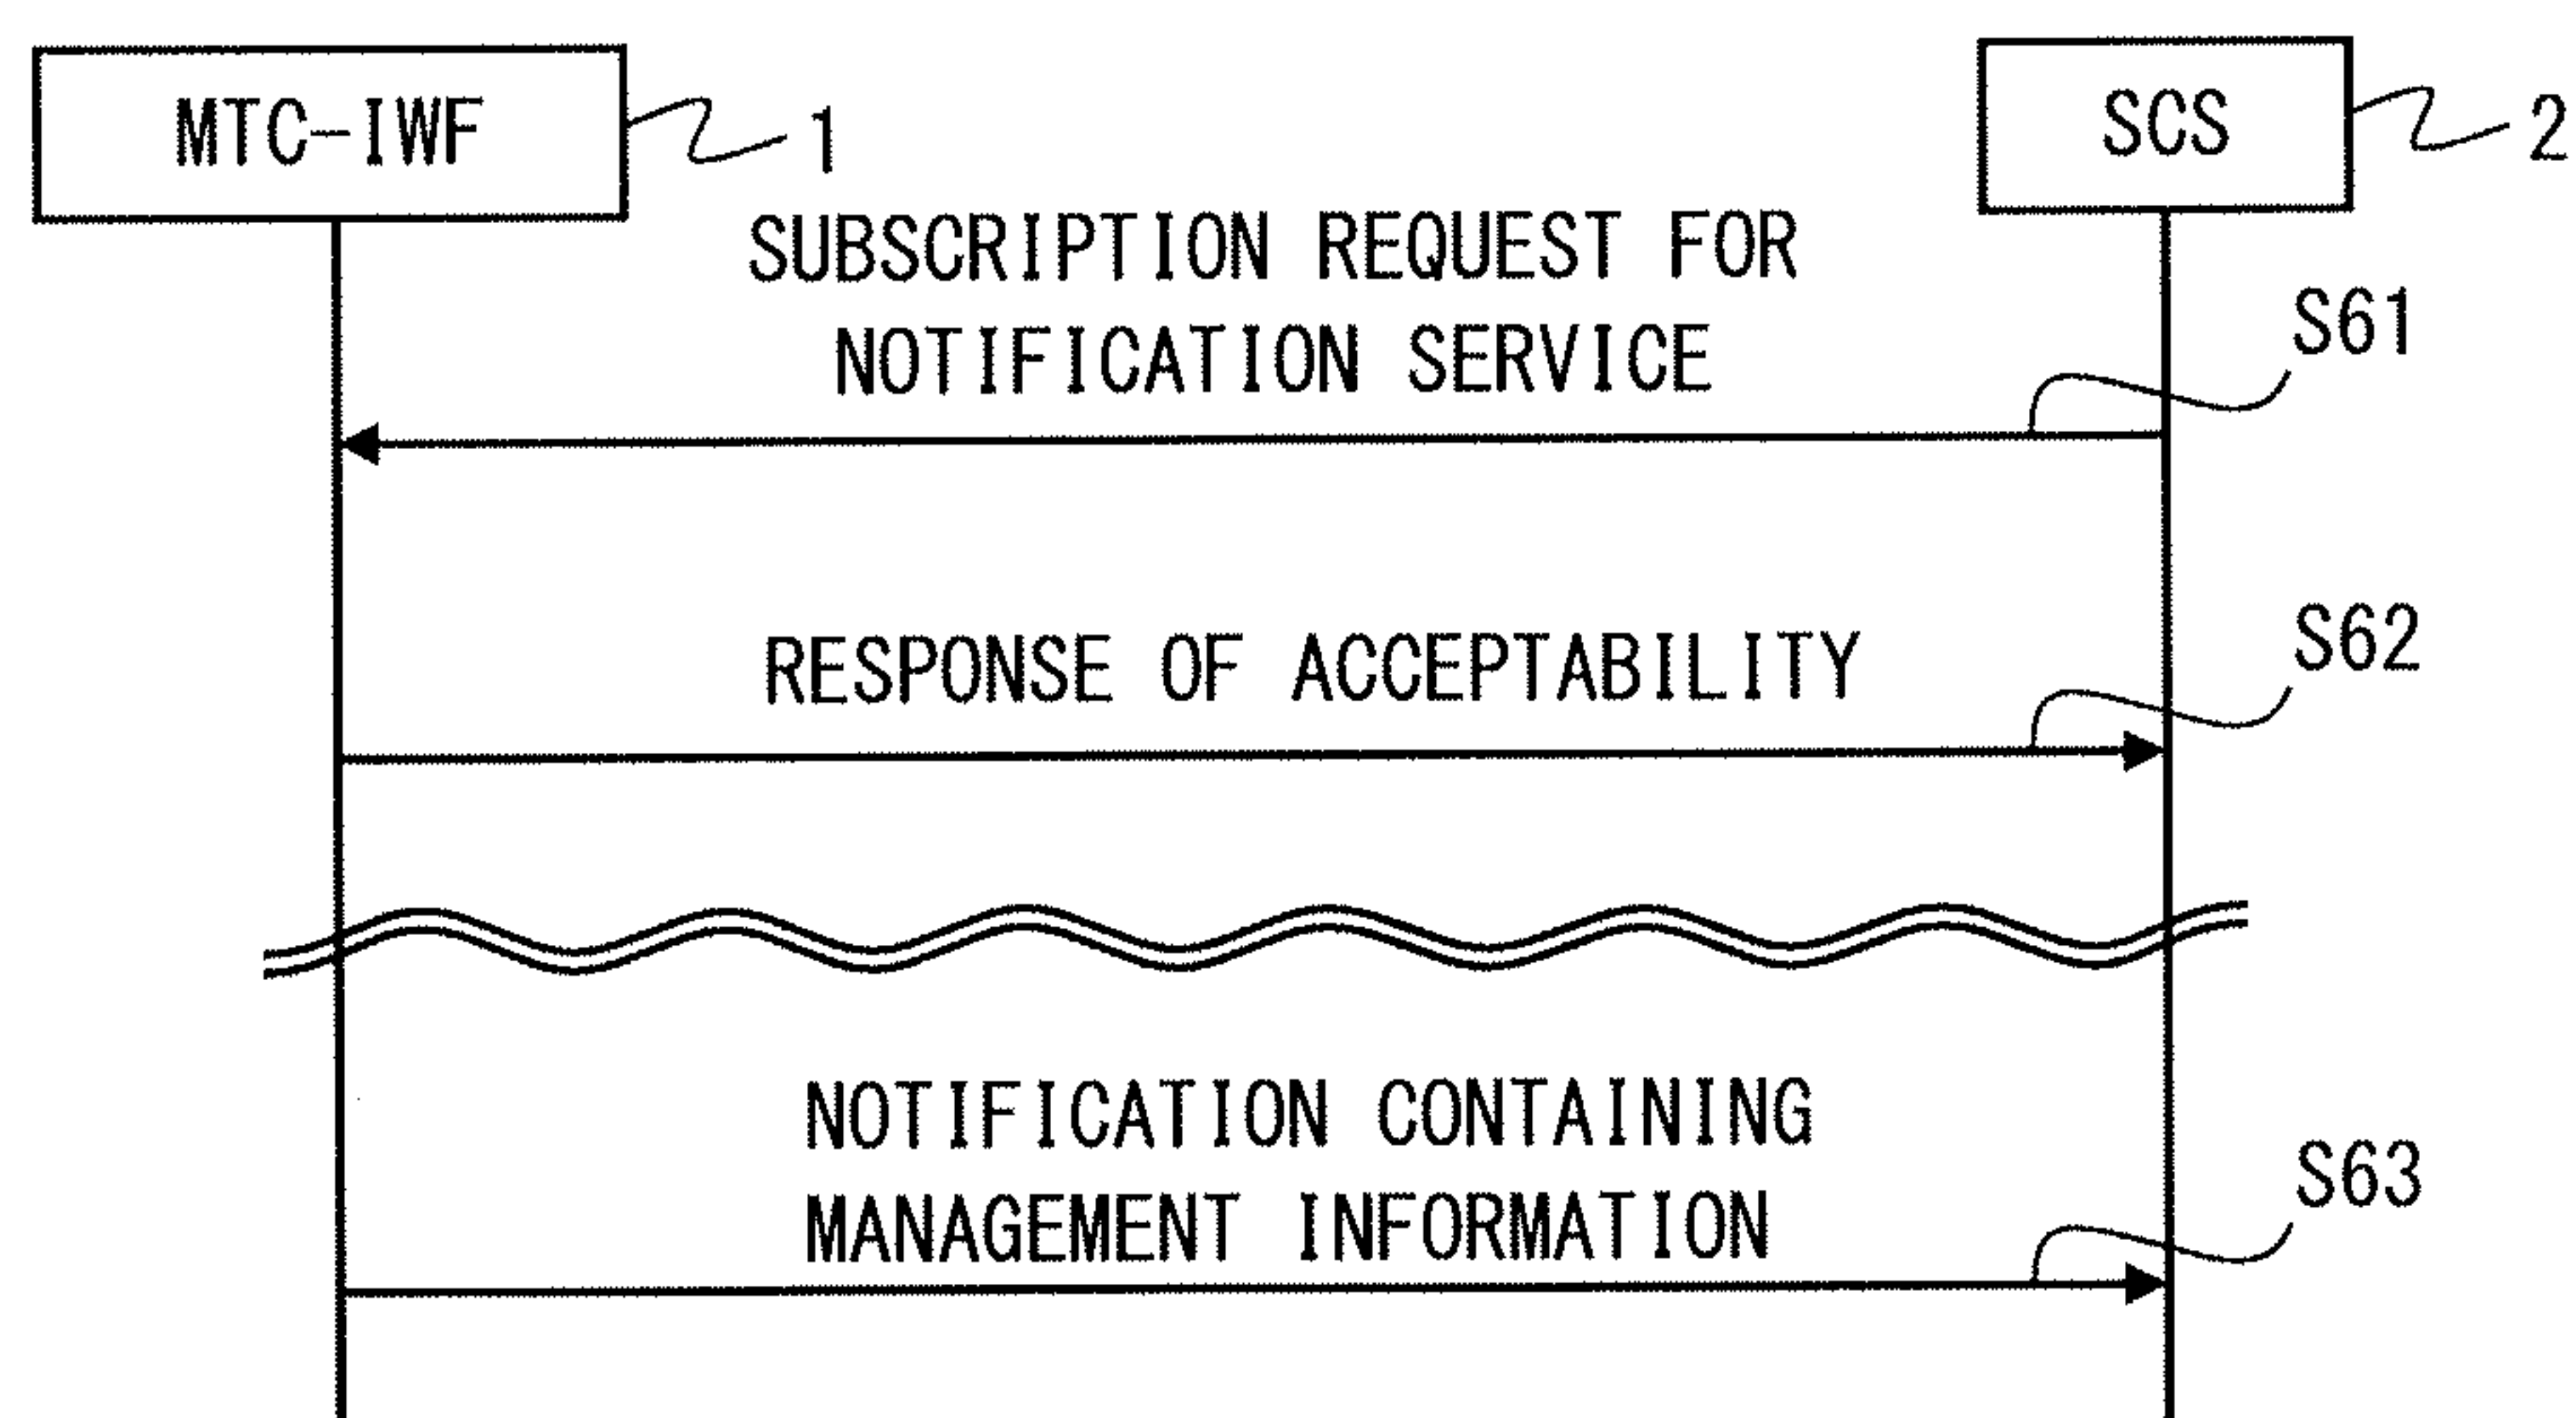 MTC-IWF
1
SCS
2
SUBSCRIPTION REQUEST FOR
NOTIFICATION SERVICE
S61
RESPONSE OF ACCEPTABILITY
S62
NOTIFICATION CONTAINING
MANAGEMENT INFORMATION
S63